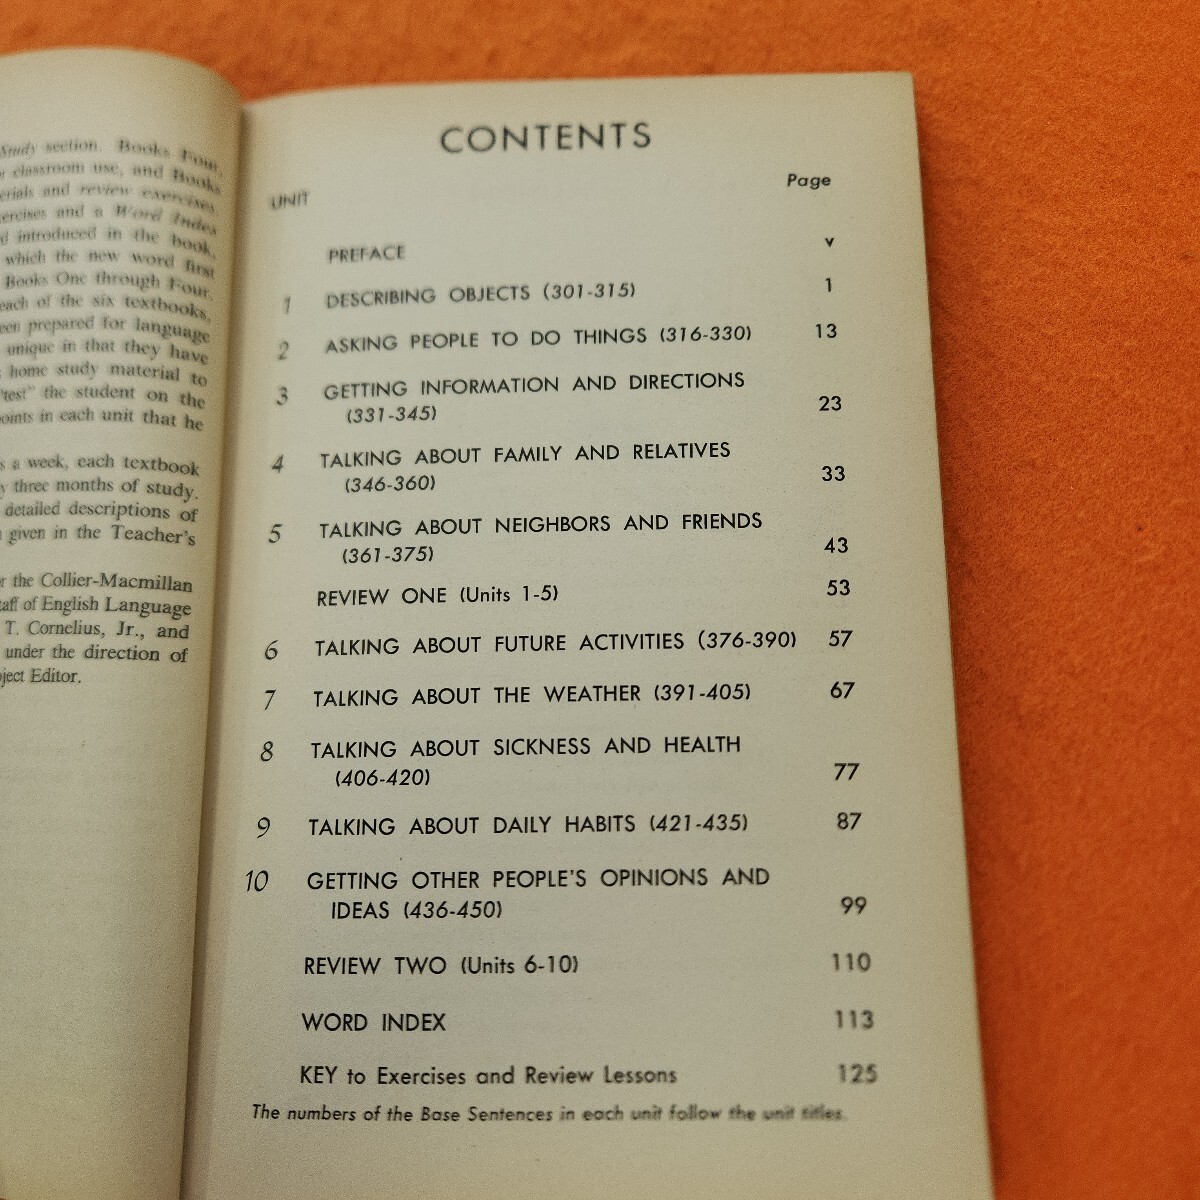 Study section. Books Four,
classroom use, and Books
and review exercises.
exercises and a Word Index
introduced in the book,
which the new word first
Books One through Four.
each of the six textbooks,
prepared for language
unique in that they have
home study material to
"test" the student on the
points in each unit that he
a week, each textbook
three months of study.
detailed descriptions of
given in the Teacher's
the Collier-Macmillan
of English Language
T. Cornelius, Jr., and
under the direction of
Editor.
CONTENTS
UNIT Page
PREFACE v
1 DESCRIBING OBJECTS (301-315) 1
2 ASKING PEOPLE TO DO THINGS (316-330) 13
3 GETTING INFORMATION AND DIRECTIONS
(331-345) 23
4 TALKING ABOUT FAMILY AND RELATIVES
(346-360) 33
5 TALKING ABOUT NEIGHBORS AND FRIENDS
(361-375) 43
REVIEW ONE (Units 1-5) 53
6 TALKING ABOUT FUTURE ACTIVITIES (376-390) 57
7 TALKING ABOUT THE WEATHER (391-405) 67
8 TALKING ABOUT SICKNESS AND HEALTH
(406-420) 77
9 TALKING ABOUT DAILY HABITS (421-435) 87
10 GETTING OTHER PEOPLE'S OPINIONS AND
IDEAS (436-450) 99
REVIEW TWO (Units 6-10) 110
WORD INDEX 113
KEY to Exercises and Review Lessons 125
The numbers of the Base Sentences in each unit follow the unit titles.